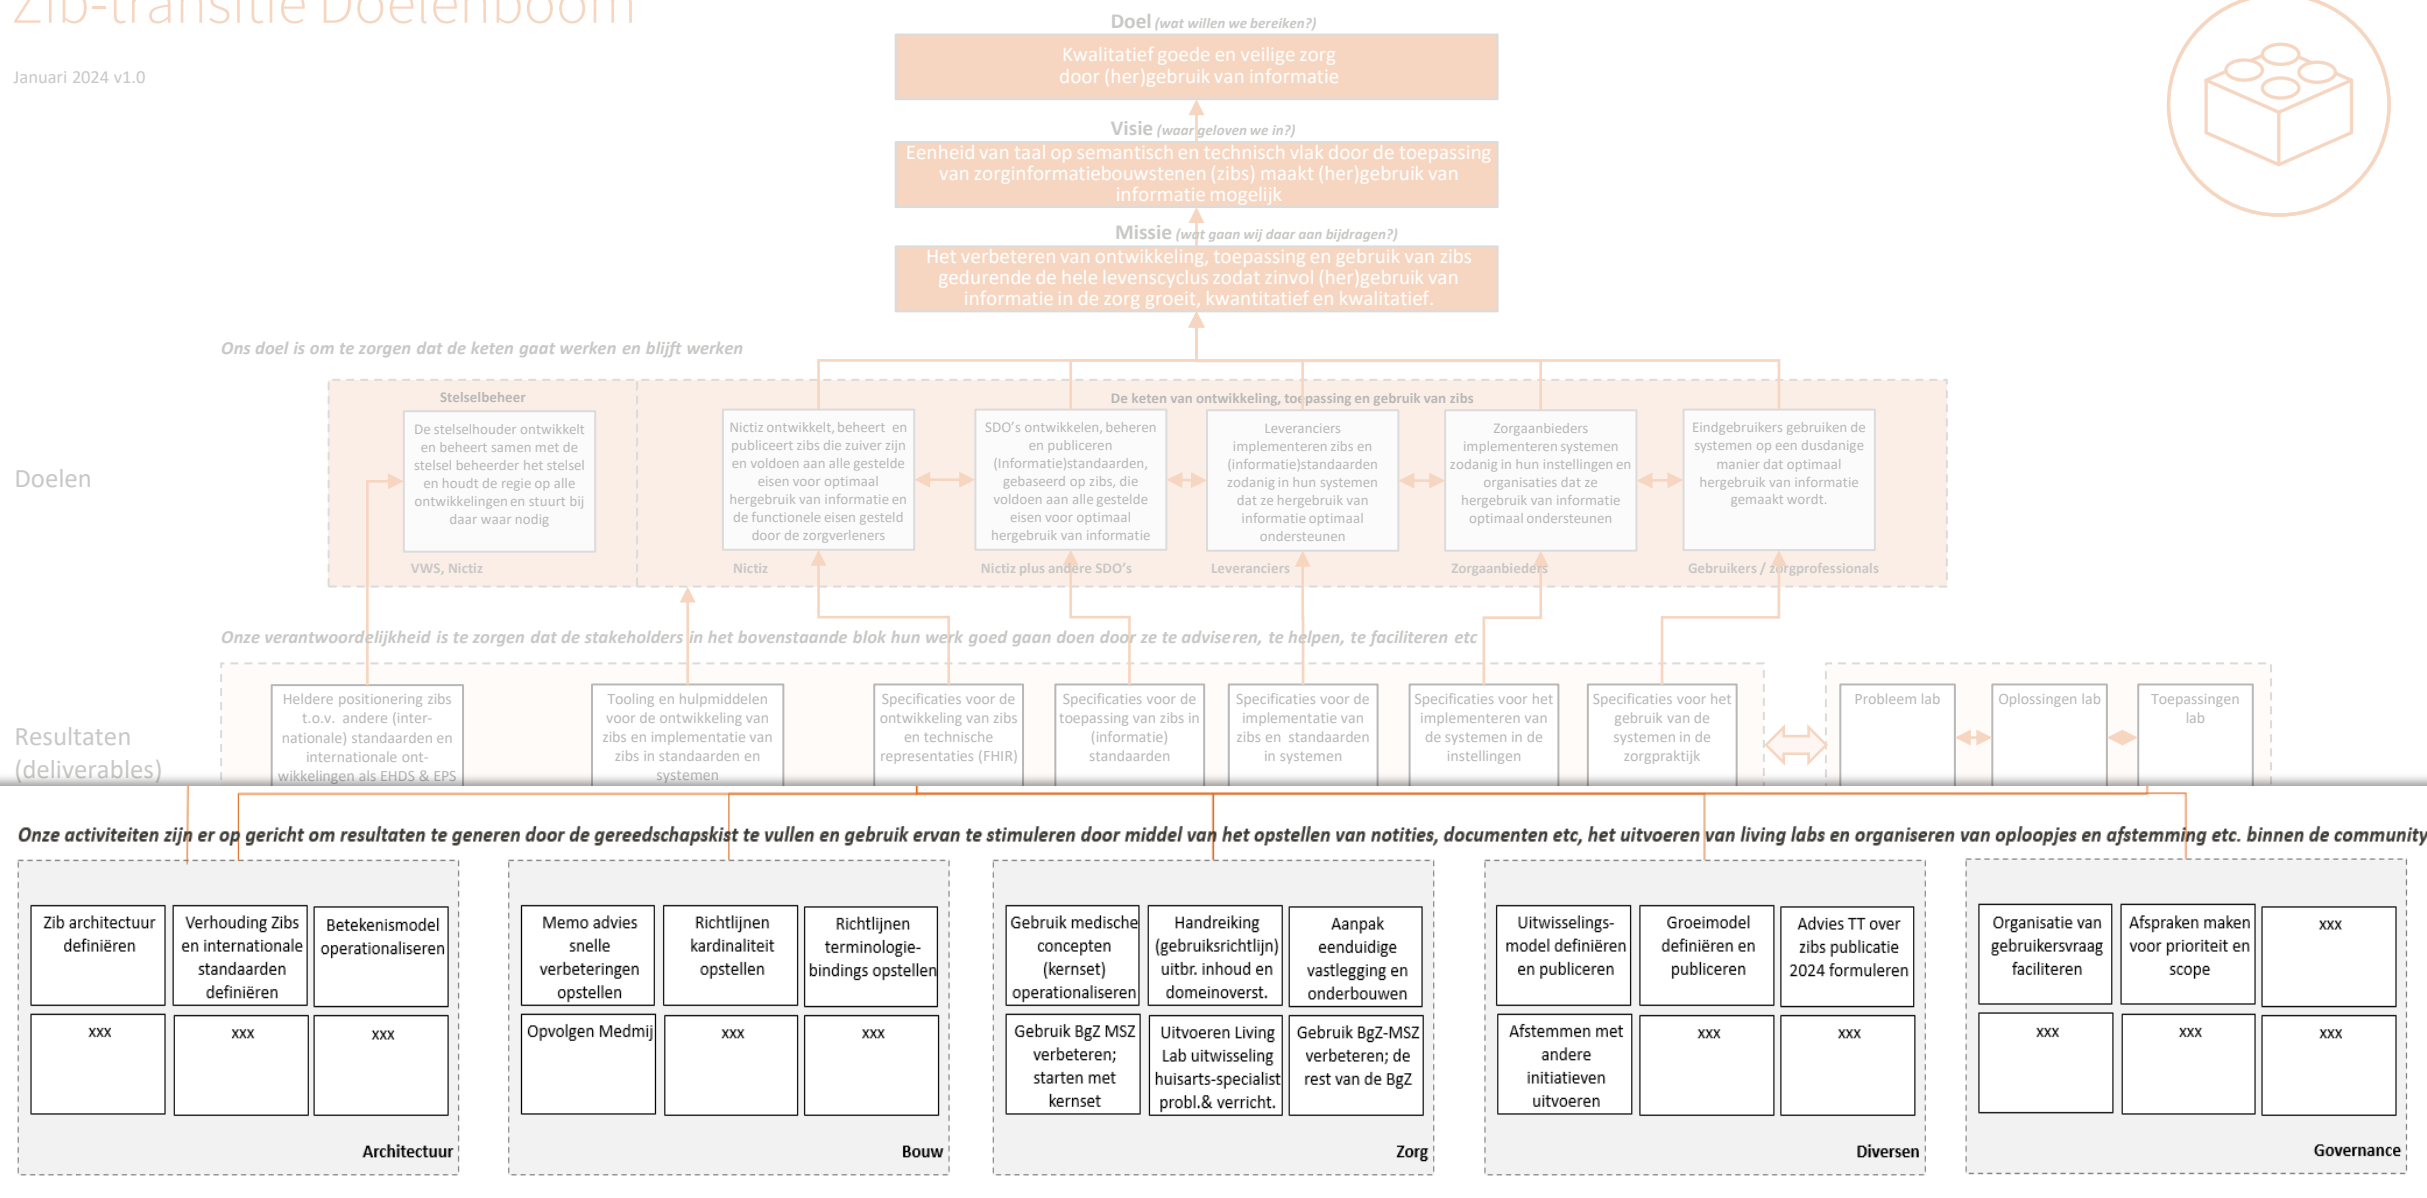 Zib-transitie Doelenboom
Januari 2024 v1.0
Doel (wat willen we bereiken?)
Kwalitatief goede en veilige zorg
door (her)gebruik van informatie
Visie (waar geloven we in?)
Eenheid van taal op semantisch en technisch vlak door de toepassing
van zorginformatiebouwstenen (zibs) maakt (her)gebruik van
informatie mogelijk
Missie (wat gaan wij daar aan bijdragen?)
Het verbeteren van ontwikkeling, toepassing en gebruik van zibs
gedurende de hele levenscyclus zodat zinvol (her)gebruik van
informatie in de zorg groeit, kwantitatief en kwalitatief.
Ons doel is om te zorgen dat de keten gaat werken en blijft werken
Doelen
Stelselbeheer
De stelselhouder ontwikkelt
en beheert samen met de
stelsel beheerder het stelsel
en houdt de regie op alle
ontwikkelingen en stuurt bij
daar waar nodig
VWS, Nictiz
De keten van ontwikkeling, toepassing en gebruik van zibs
Nictiz ontwikkelt, beheert en
publiceert zibs die zuiver zijn
en voldoen aan alle gestelde
eisen voor optimaal
hergebruik van informatie en
de functionele eisen gesteld
door de zorgverleners
Nictiz
SDO's ontwikkelen, beheren
en publiceren
(Informatie)standaarden,
gebaseerd op zibs, die
voldoen aan alle gestelde
eisen voor optimaal
hergebruik van informatie
Nictiz plus andere SDO's
Leveranciers
implementeren zibs en
(informatie)standaarden
zodanig in hun systemen
dat ze hergebruik van
informatie optimaal
ondersteunen
Leveranciers
Zorgaanbieders
implementeren systemen
zodanig in hun instellingen en
organisaties dat ze
hergebruik van informatie
optimaal ondersteunen
Zorgaanbieders
Eindgebruikers gebruiken de
systemen op een dusdanige
manier dat optimaal
hergebruik van informatie
gemaakt wordt.
Gebruikers / zorgprofessionals
Onze verantwoordelijkheid is te zorgen dat de stakeholders in het bovenstaande blok hun werk goed gaan doen door ze te adviseren, te helpen, te faciliteren etc
Resultaten
(deliverables)
Heldere positionering zibs
t.o.v. andere (inter-
nationale) standaarden en
internationale ont-
wikkelingen als EHDS & EPS
Tooling en hulpmiddelen
voor de ontwikkeling van
zibs en implementatie van
zibs in standaarden en
systemen
Specificaties voor de
ontwikkeling van zibs
en technische
representaties (FHIR)
Specificaties voor de
toepassing van zibs in
(informatie)
standaarden
Specificaties voor de
implementatie van
zibs en standaarden
in systemen
Specificaties voor het
implementeren van
de systemen in de
instellingen
Specificaties voor het
gebruik van de
systemen in de
zorgpraktijk
Probleem lab
Oplossingen lab
Toepassingen
lab
Onze activiteiten zijn er op gericht om resultaten te generen door de gereedschapskist te vullen en gebruik ervan te stimuleren door middel van het opstellen van notities, documenten etc, het uitvoeren van living labs en organiseren van oploopjes en afstemming etc. binnen de community
Zib architectuur
definiëren
Verhouding Zibs
en internationale
standaarden
definiëren
Betekenismodel
operationaliseren
xxx
xxx
xxx
Architectuur
Memo advies
snelle
verbeteringen
opstellen
Richtlijnen
kardinaliteit
opstellen
Richtlijnen
terminologie-
bindings opstellen
Opvolgen Medmij
xxx
xxx
Bouw
Gebruik medische
concepten
(kernset)
operationaliseren
Handreiking
(gebruiksrichtlijn)
uitbr. inhoud en
domeinoverst.
Aanpak
eenduidige
vastlegging en
onderbouwen
Gebruik BgZ MSZ
verbeteren;
starten met
kernset
Uitvoeren Living
Lab uitwisseling
huisarts-specialist
probl.& verricht.
Gebruik BgZ-MSZ
verbeteren; de
rest van de BgZ
Zorg
Uitwisselings-
model definiëren
en publiceren
Groeimodel
definiëren en
publiceren
Advies TT over
zibs publicatie
2024 formuleren
Afstemmen met
andere
initiatieven
uitvoeren
xxx
xxx
Diversen
Organisatie van
gebruikersvraag
faciliteren
Afspraken maken
voor prioriteit en
scope
xxx
xxx
xxx
xxx
Governance